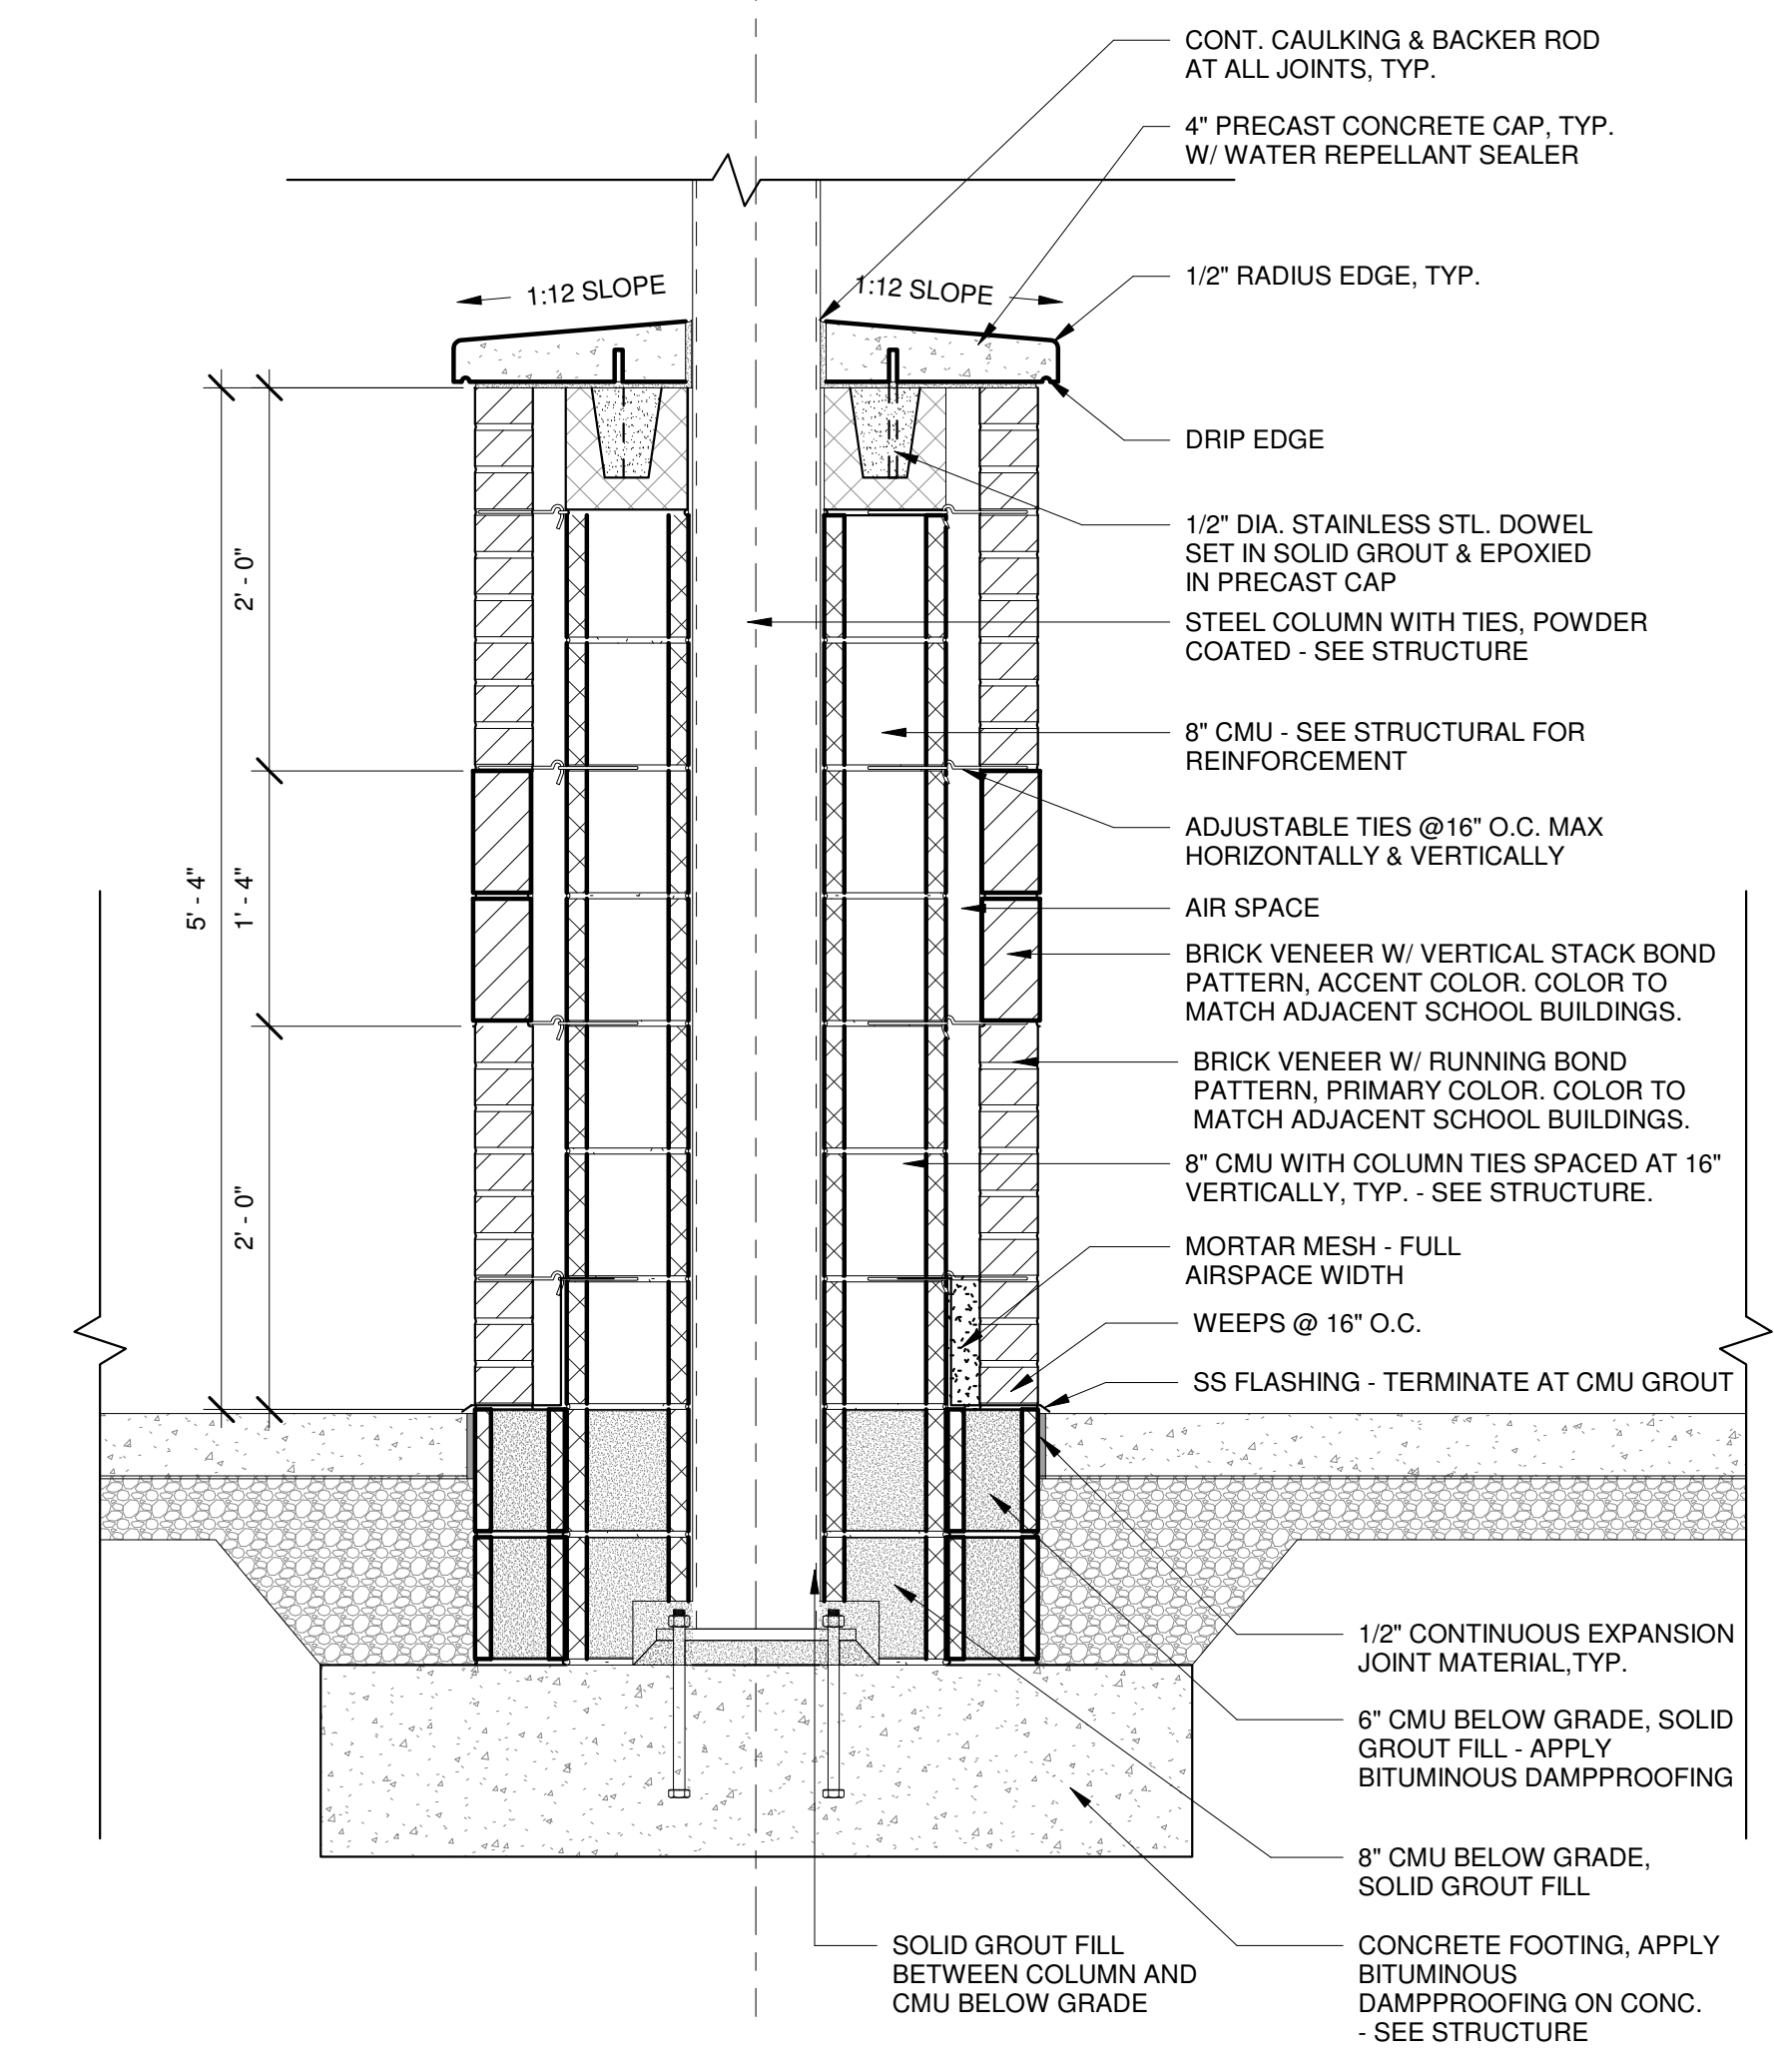 CONT. CAULKING & BACKER ROD
AT ALL JOINTS, TYP.
4" PRECAST CONCRETE CAP, TYP.
W/ WATER REPELLANT SEALER
1:12 SLOPE
1:12 SLOPE
1/2" RADIUS EDGE, TYP.
DRIP EDGE
1/2" DIA. STAINLESS STL. DOWEL
SET IN SOLID GROUT & EPOXIED
IN PRECAST CAP
2' - 0"
STEEL COLUMN WITH TIES, POWDER
COATED - SEE STRUCTURE
8" CMU - SEE STRUCTURAL FOR
REINFORCEMENT
ADJUSTABLE TIES @16" O.C. MAX
HORIZONTALLY & VERTICALLY
5' - 4"
1' - 4"
AIR SPACE
BRICK VENEER W/ VERTICAL STACK BOND
PATTERN, ACCENT COLOR. COLOR TO
MATCH ADJACENT SCHOOL BUILDINGS.
BRICK VENEER W/ RUNNING BOND
PATTERN, PRIMARY COLOR. COLOR TO
MATCH ADJACENT SCHOOL BUILDINGS.
8" CMU WITH COLUMN TIES SPACED AT 16"
VERTICALLY, TYP. - SEE STRUCTURE.
2' - 0"
MORTAR MESH - FULL
AIRSPACE WIDTH
WEEPS @ 16" O.C.
SS FLASHING - TERMINATE AT CMU GROUT
1/2" CONTINUOUS EXPANSION
JOINT MATERIAL,TYP.
6" CMU BELOW GRADE, SOLID
GROUT FILL - APPLY
BITUMINOUS DAMPPROOFING
8" CMU BELOW GRADE,
SOLID GROUT FILL
SOLID GROUT FILL
BETWEEN COLUMN AND
CMU BELOW GRADE
CONCRETE FOOTING, APPLY
BITUMINOUS
DAMPPROOFING ON CONC.
- SEE STRUCTURE